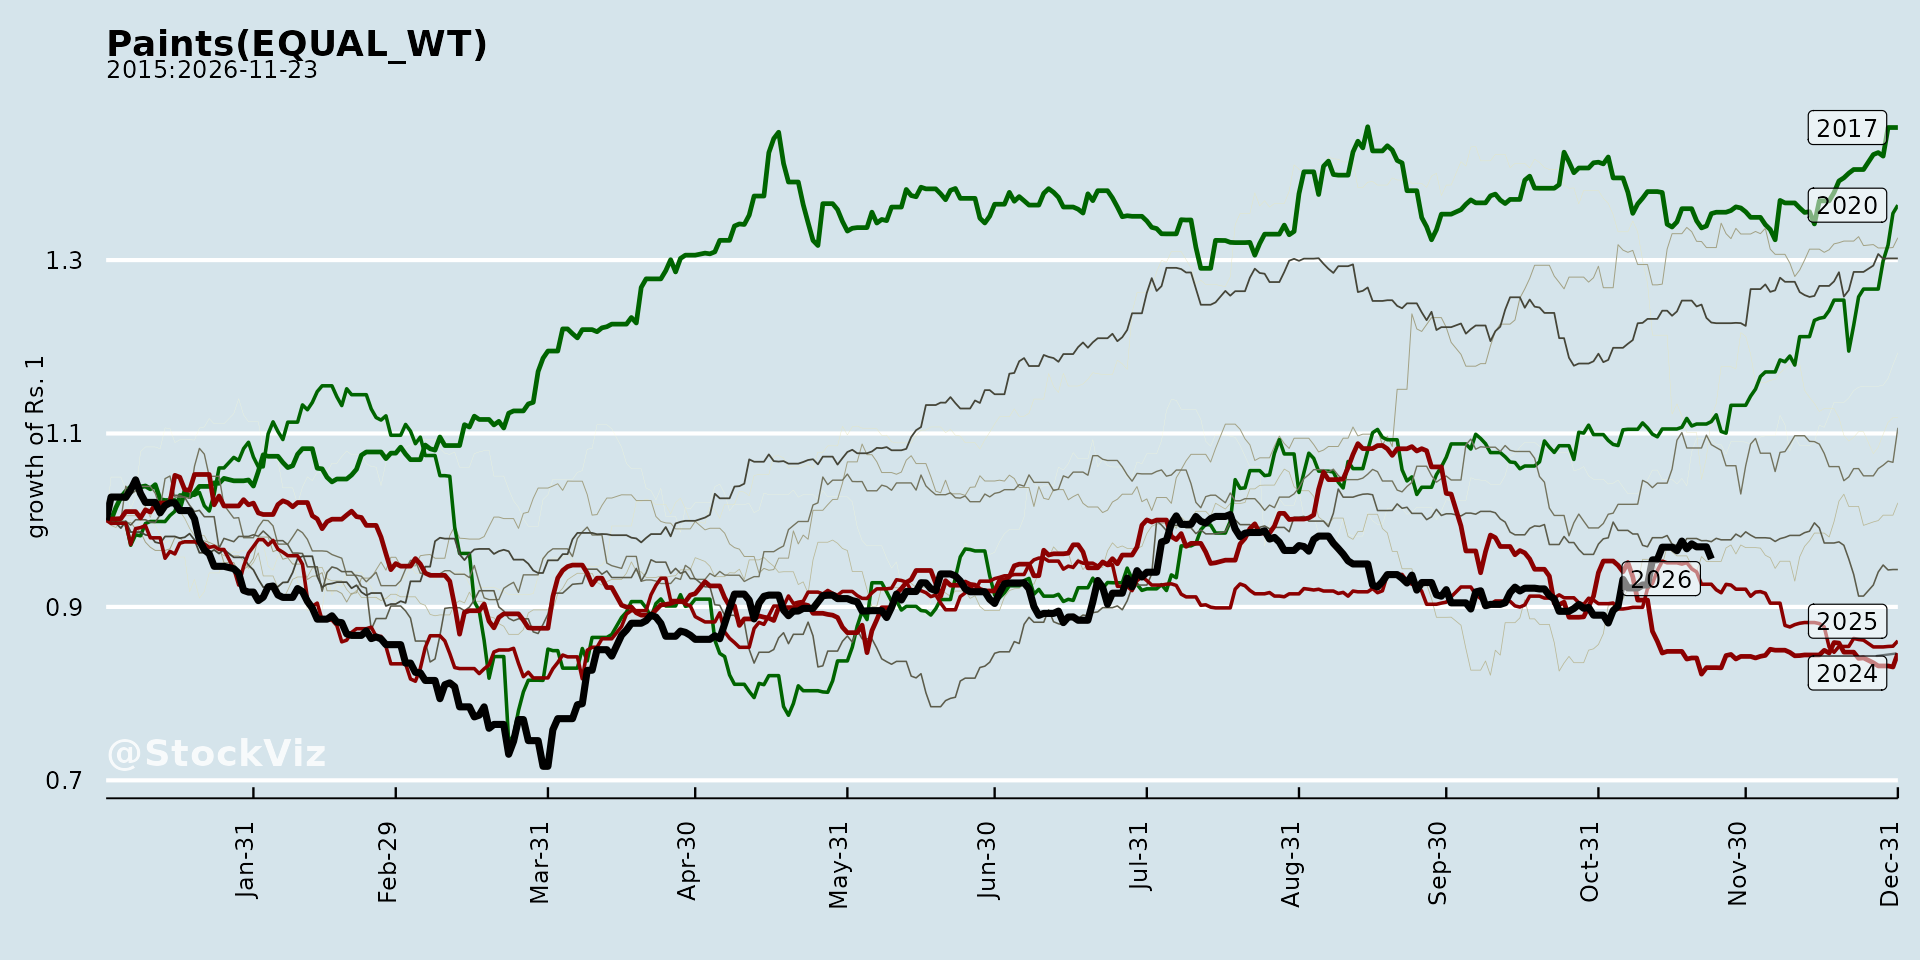 Paints(EQUAL_WT)
2015:2026-11-23
growth of Rs. 1
1.3
1.1
0.9
0.7
2017
2020
2026
2025
2024
@StockViz
Jan-31
Feb-29
Mar-31
Apr-30
May-31
Jun-30
Jul-31
Aug-31
Sep-30
Oct-31
Nov-30
Dec-31